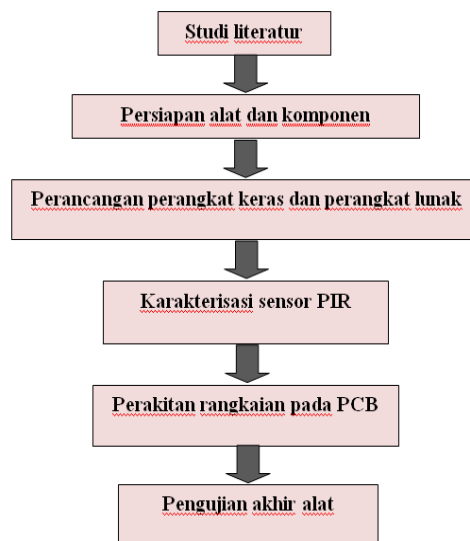 Studi literatur
Persiapan alat dan komponen
Perancangan perangkat keras dan perangkat lunak
Karakterisasi sensor PIR
Perakitan rangkaian pada PCB
Pengujian akhir alat